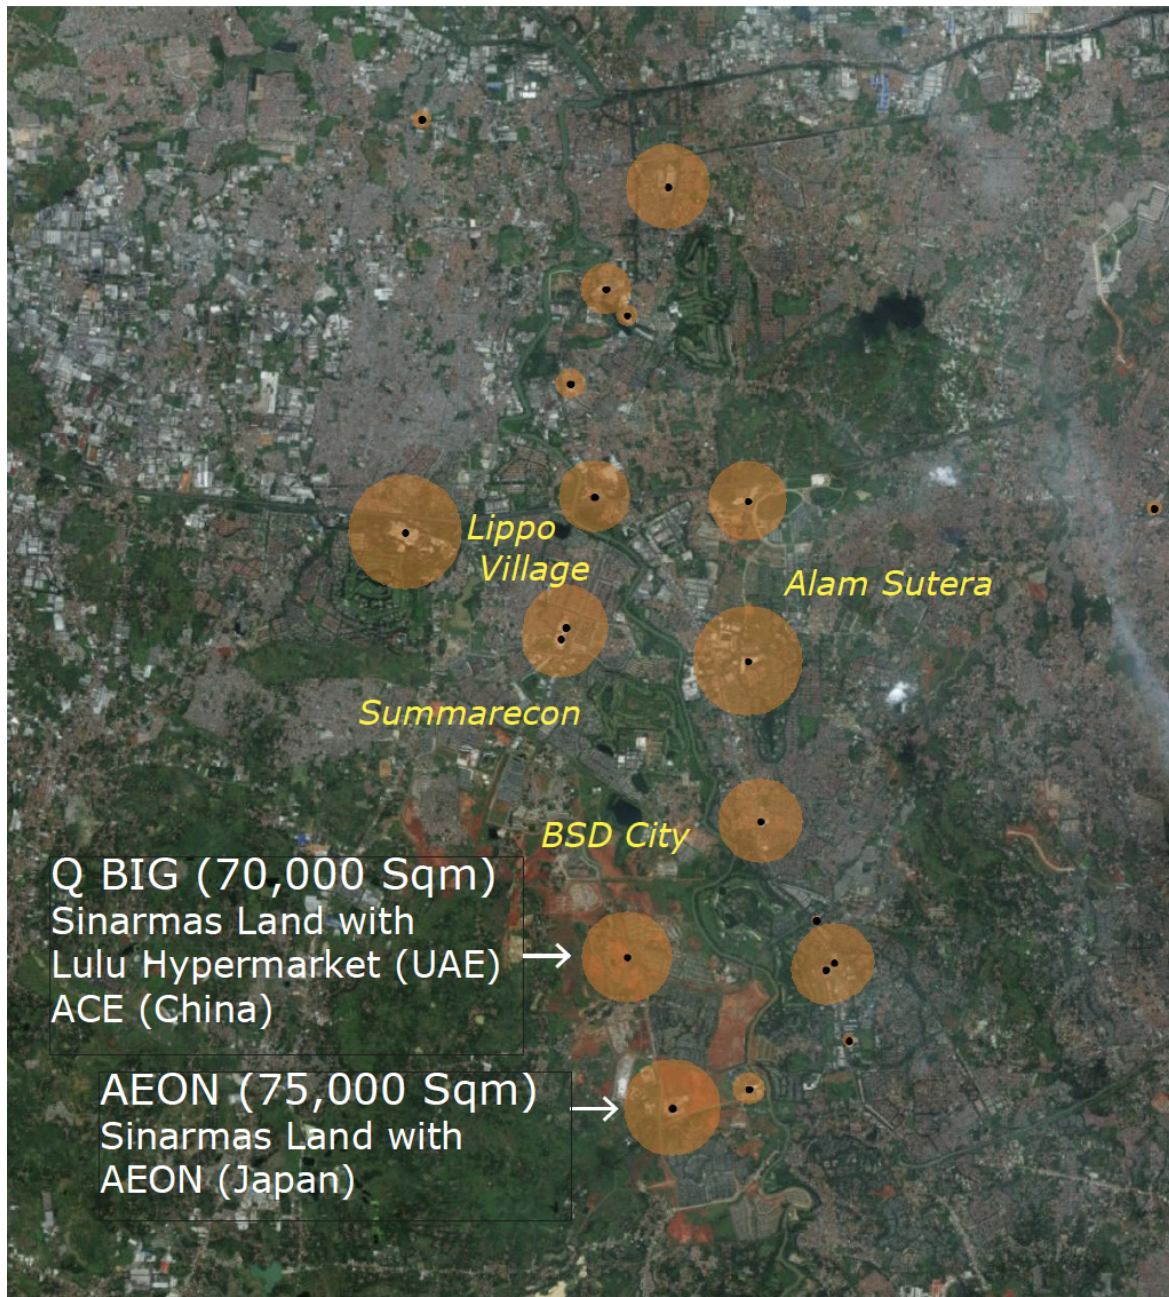 Lippo
Village
Alam Sutera
Summarecon
BSD City
Q BIG (70,000 Sqm)
Sinarmas Land with
Lulu Hypermarket (UAE)
ACE (China)
AEON (75,000 Sqm)
Sinarmas Land with
AEON (Japan)